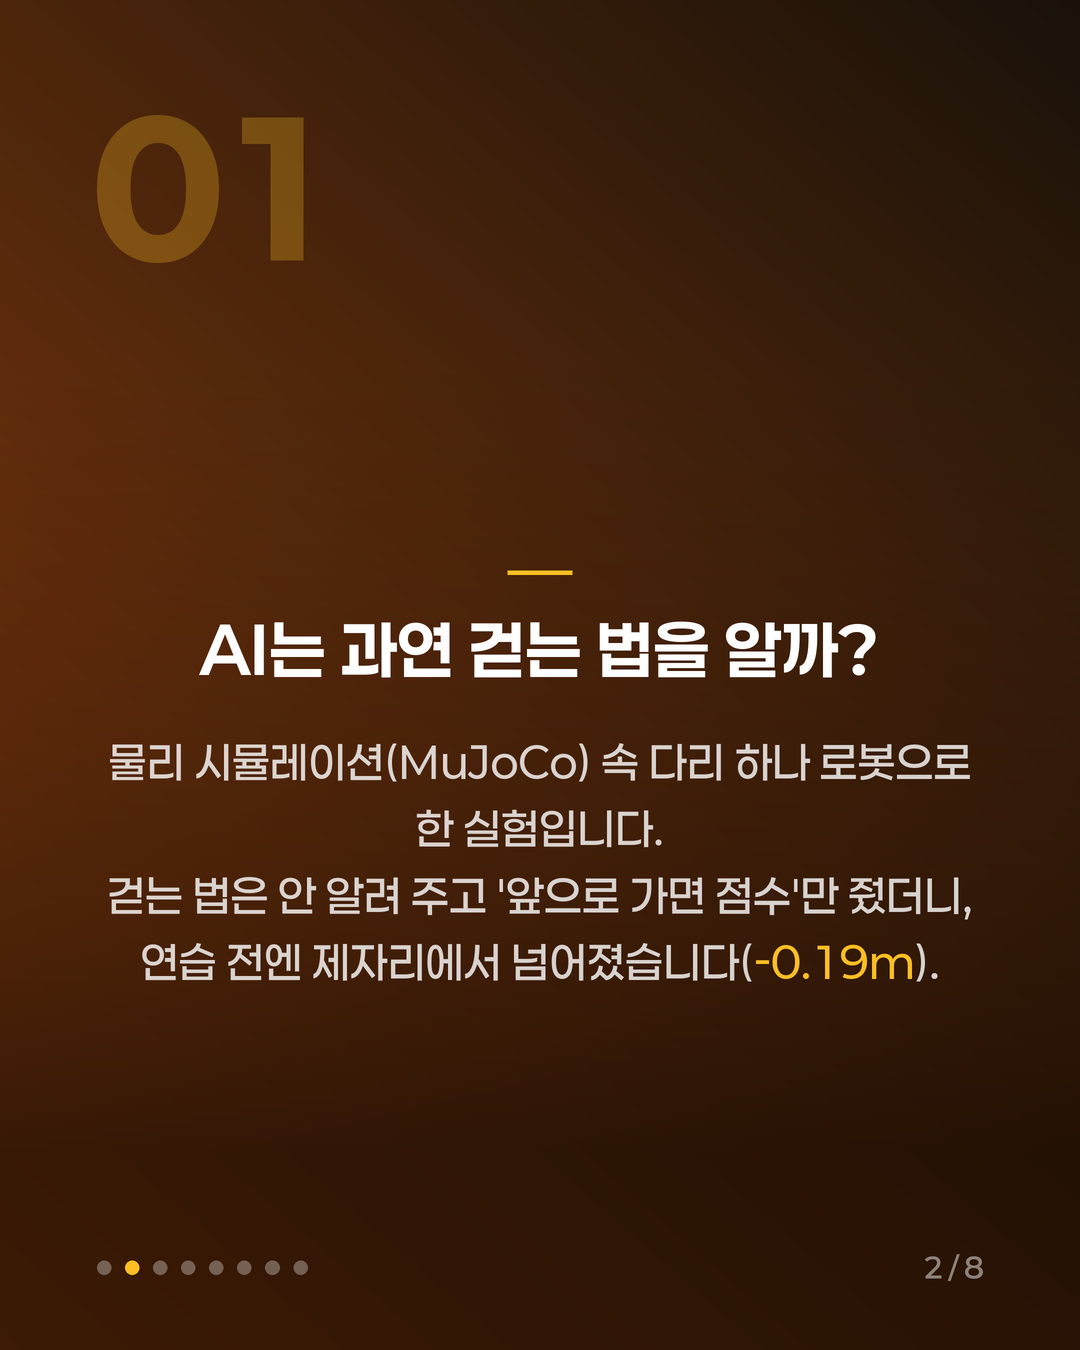 01
AI는 과연 걷는 법을 알까?
물리 시뮬레이션(MuJoCo) 속 다리 하나 로봇으로
한 실험입니다.
걷는 법은 안 알려 주고 '앞으로 가면 점수'만 줬더니,
연습 전엔 제자리에서 넘어졌습니다(-0.19m).
2/8